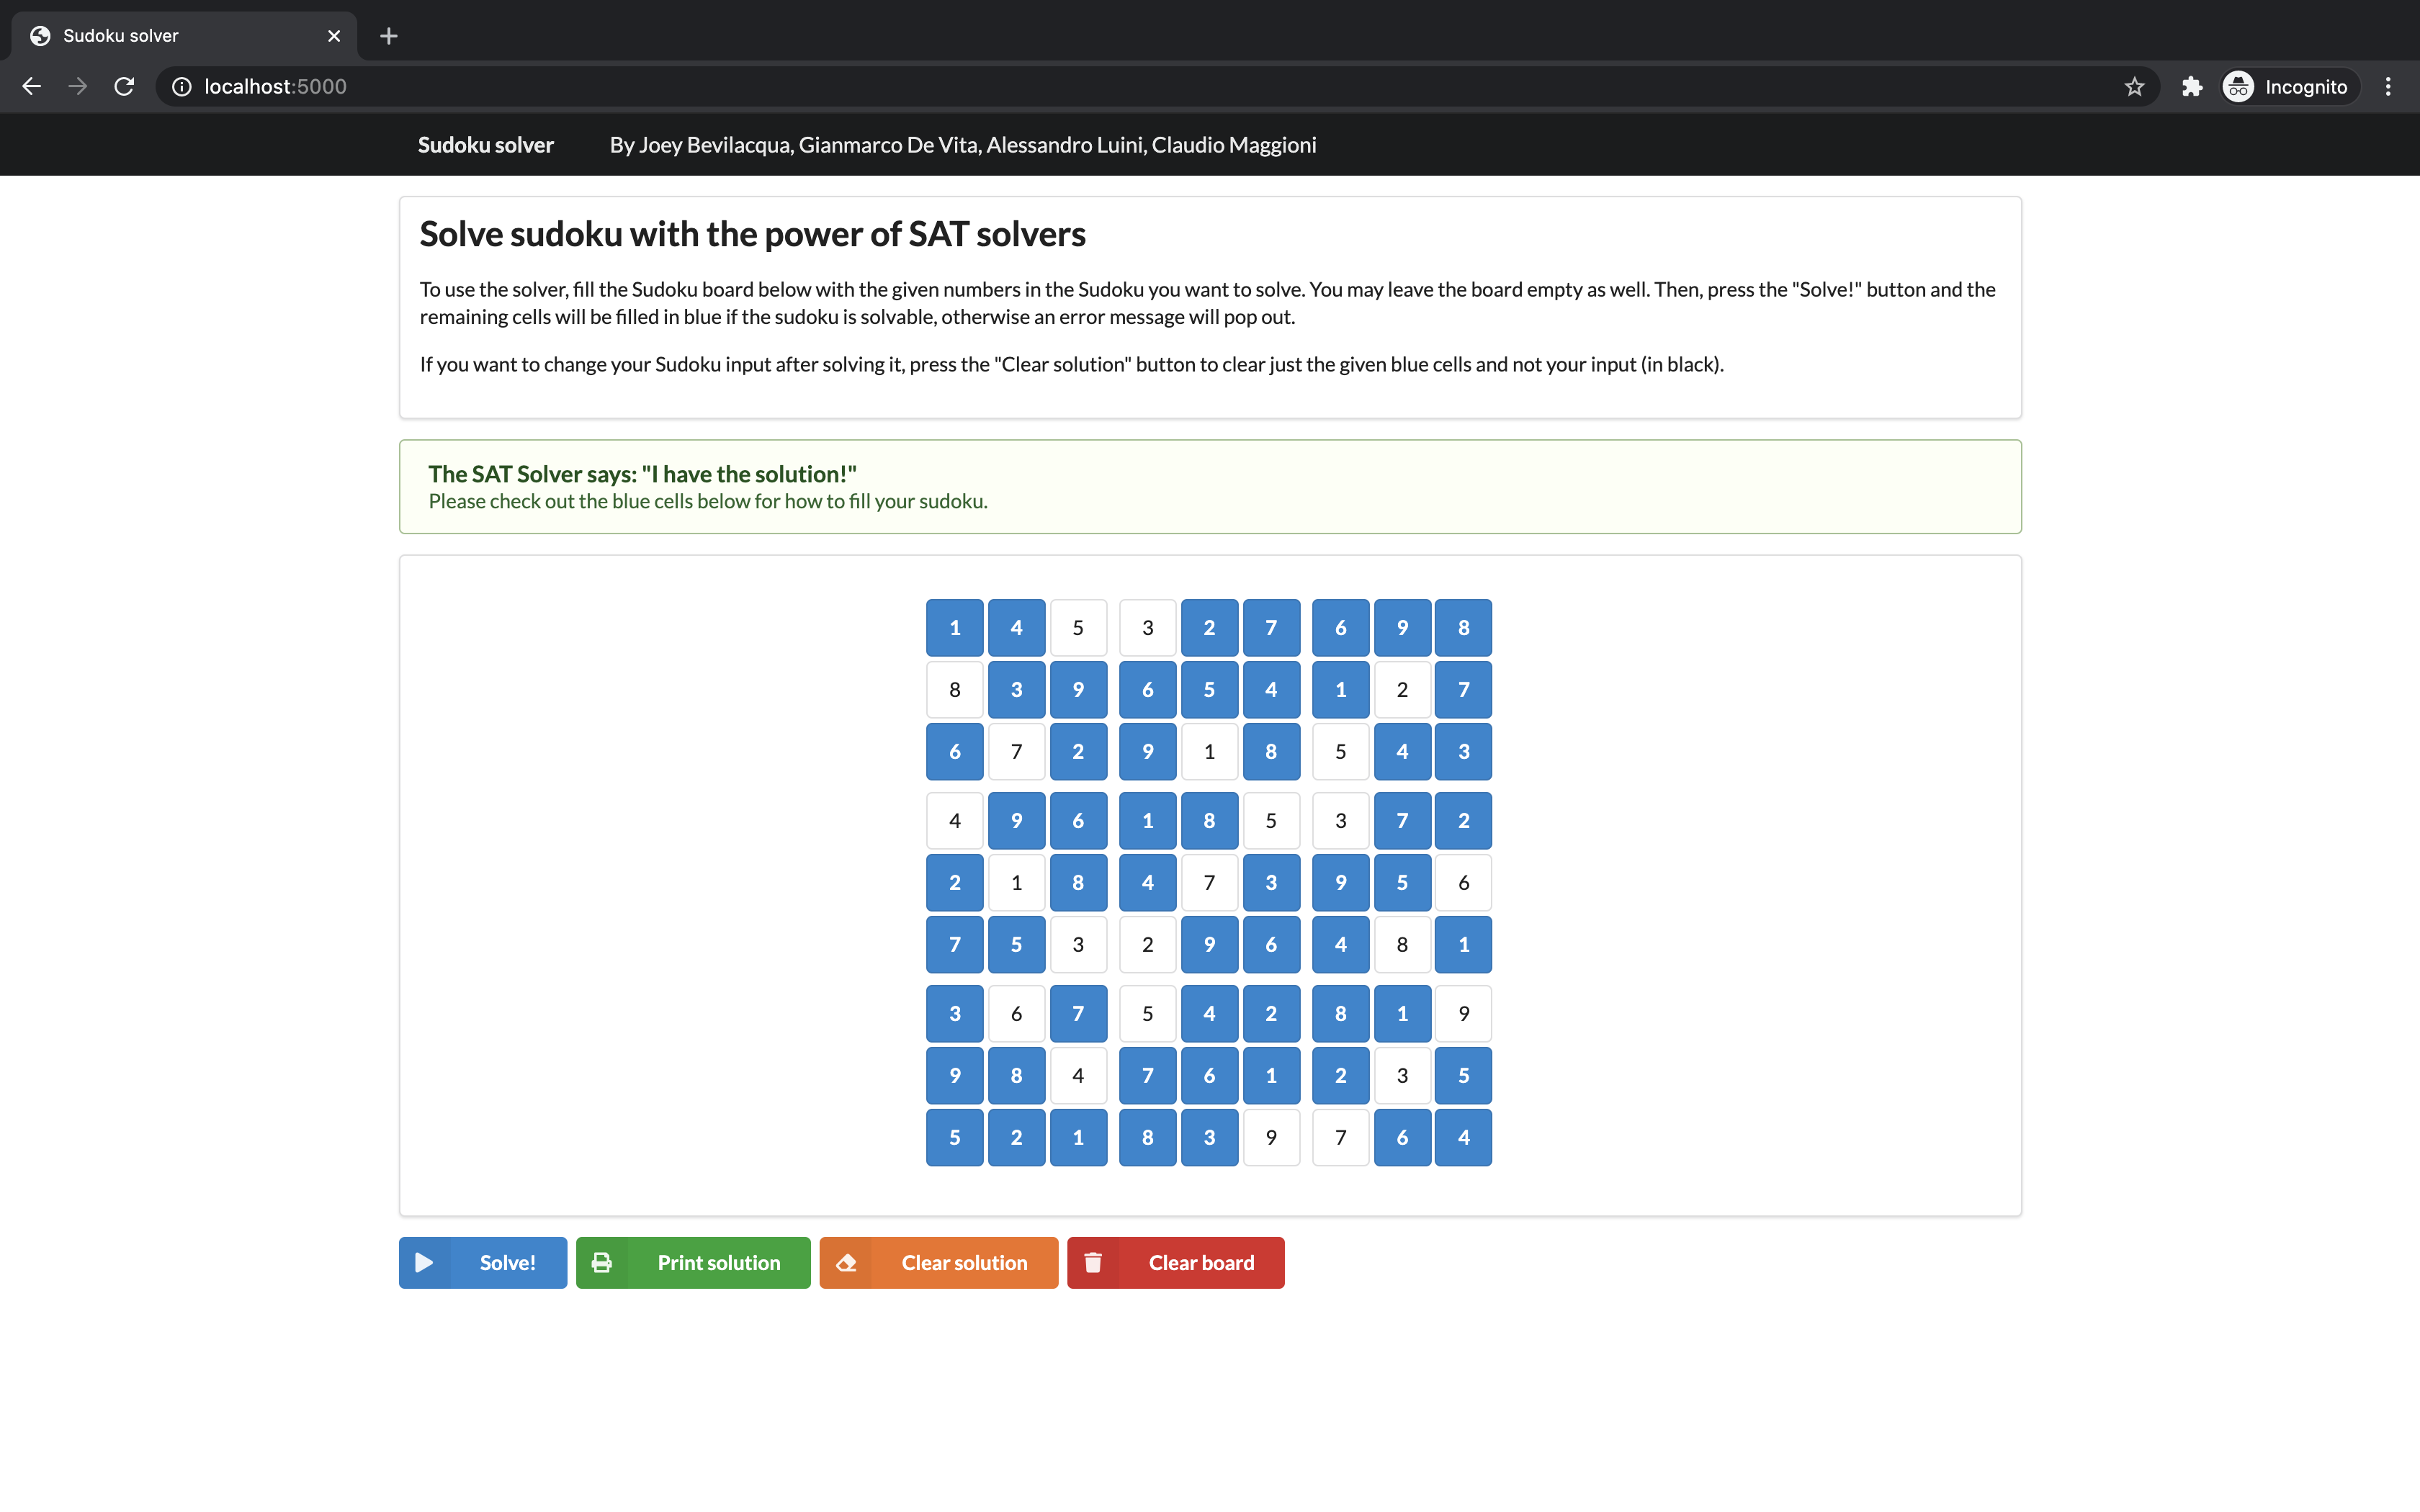 Sudoku solver
localhost:5000
Incognito
Sudoku solver By Joey Bevilacqua, Gianmarco De Vita, Alessandro Luini, Claudio Maggioni
Solve sudoku with the power of SAT solvers
To use the solver, fill the Sudoku board below with the given numbers in the Sudoku you want to solve. You may leave the board empty as well. Then, press the "Solve!" button and the
remaining cells will be filled in blue if the sudoku is solvable, otherwise an error message will pop out.
If you want to change your Sudoku input after solving it, press the "Clear solution" button to clear just the given blue cells and not your input (in black).
The SAT Solver says: "I have the solution!"
Please check out the blue cells below for how to fill your sudoku.
1 4 5 3 2 7 6 9 8
8 3 9 6 5 4 1 2 7
6 7 2 9 1 8 5 4 3
4 9 6 1 8 5 3 7 2
2 1 8 4 7 3 9 5 6
7 5 3 2 9 6 4 8 1
3 6 7 5 4 2 8 1 9
9 8 4 7 6 1 2 3 5
5 2 1 8 3 9 7 6 4
Solve! Print solution Clear solution Clear board